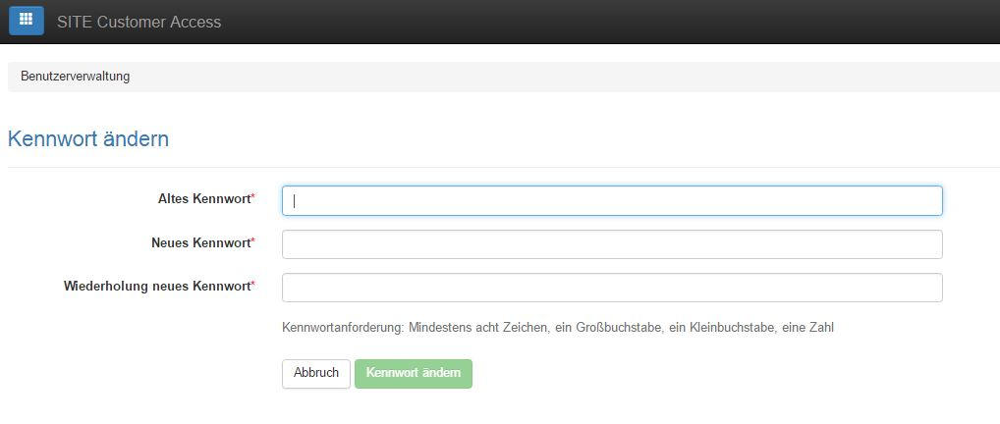 SITE Customer Access
Benutzerverwaltung
Kennwort ändern
Altes Kennwort*
Neues Kennwort*
Wiederholung neues Kennwort*
Kennwortanforderung: Mindestens acht Zeichen, ein Großbuchstabe, ein Kleinbuchstabe, eine Zahl
Abbruch Kennwort ändern